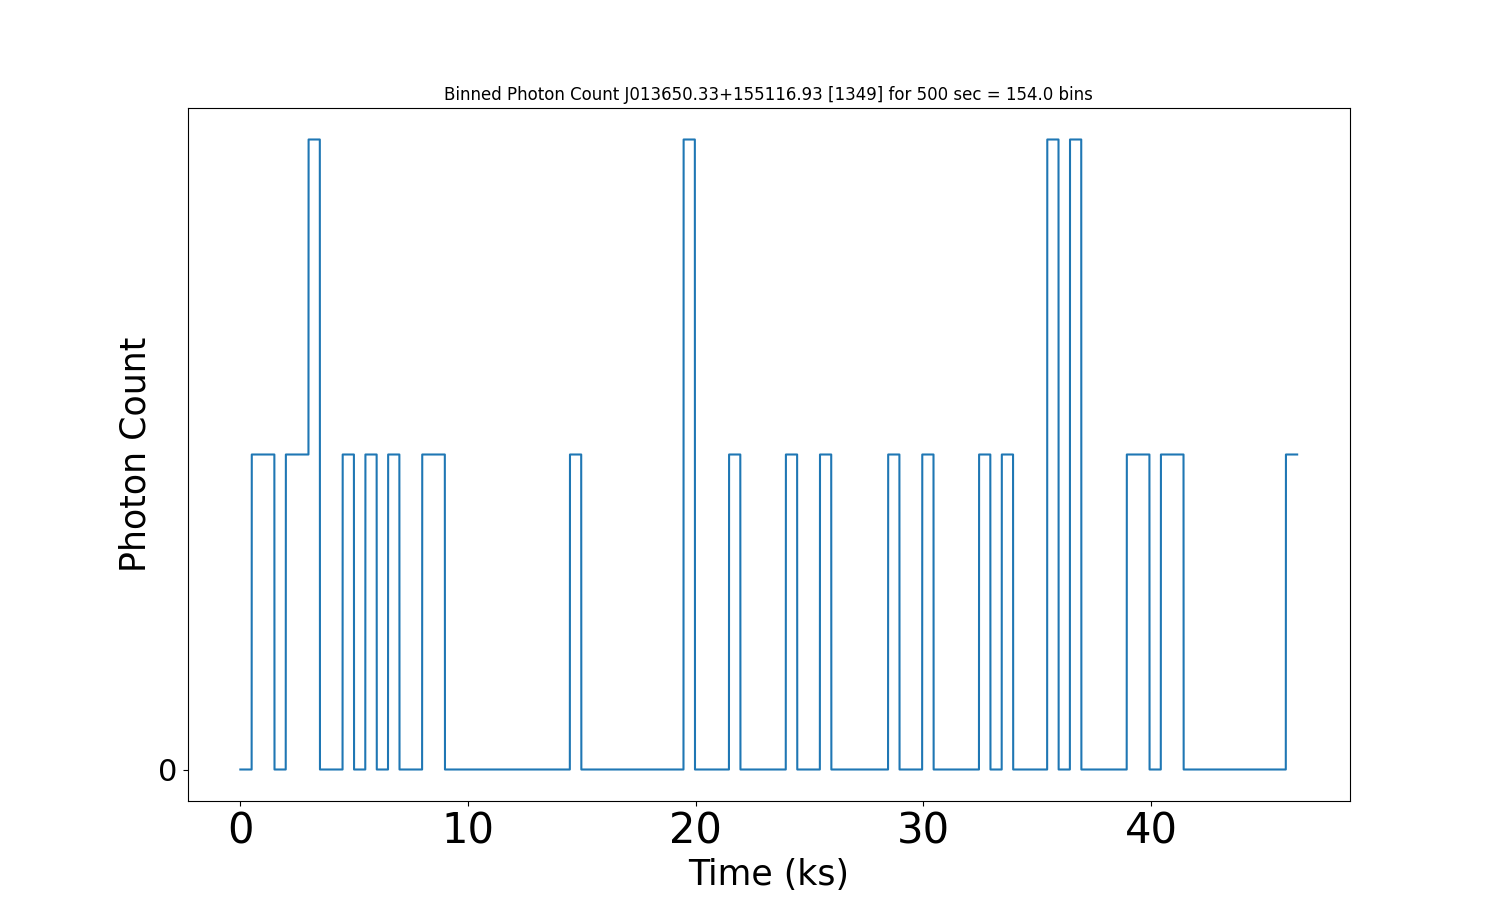 Binned Photon Count J013650.33+155116.93 [1349] for 500 sec = 154.0 bins
Photon Count
0
0 10 20 30 40
Time (ks)